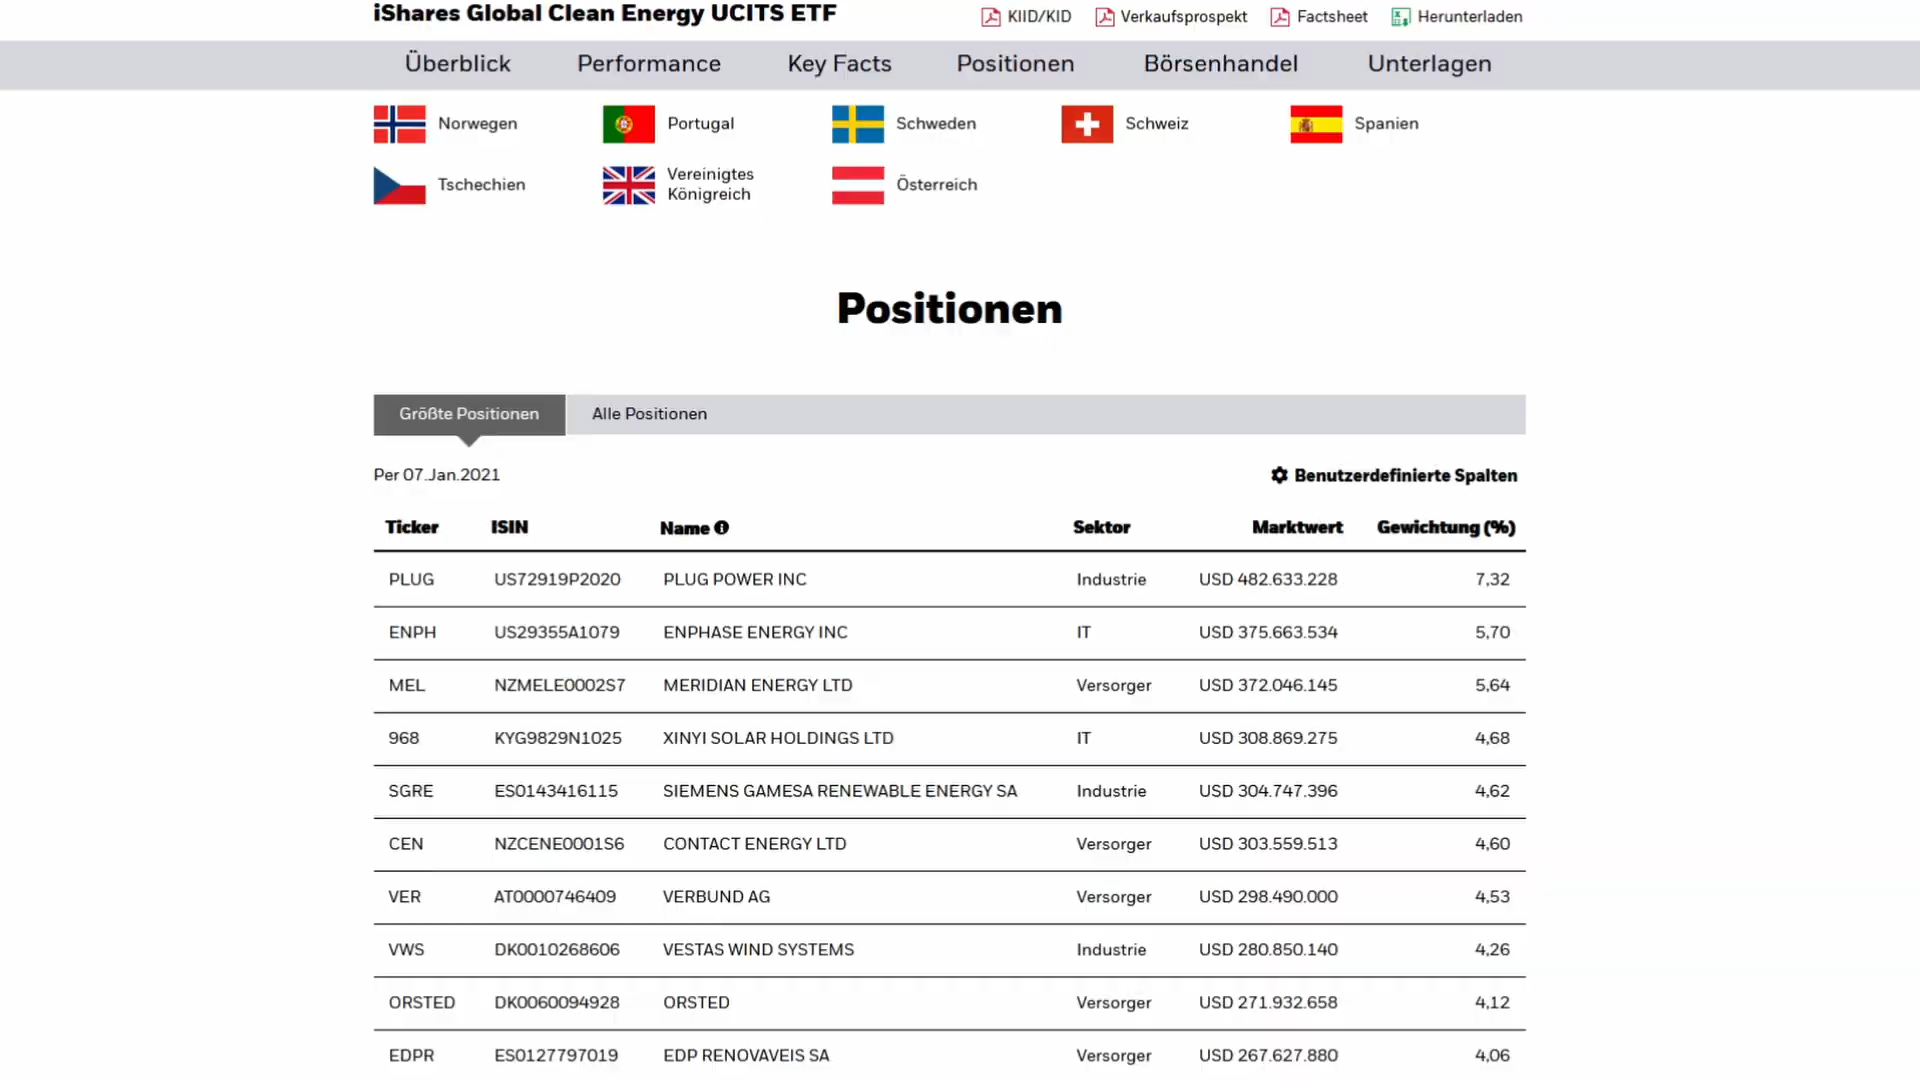 iShares Global Clean Energy UCITS ETF
KIID/KID Verkaufsprospekt Factsheet Herunterladen
Überblick Performance Key Facts Positionen Börsenhandel Unterlagen
Norwegen Portugal Schweden Schweiz Spanien
Tschechien Vereinigtes Königreich Österreich
Positionen
Größte Positionen Alle Positionen
Per 07.Jan.2021 Benutzerdefinierte Spalten
Ticker ISIN Name Sektor Marktwert Gewichtung (%)
PLUG US72919P2020 PLUG POWER INC Industrie USD 482.633.228 7,32
ENPH US29355A1079 ENPHASE ENERGY INC IT USD 375.663.534 5,70
MEL NZMELE0002S7 MERIDIAN ENERGY LTD Versorger USD 372.046.145 5,64
968 KYG9829N1025 XINYI SOLAR HOLDINGS LTD IT USD 308.869.275 4,68
SGRE ES0143416115 SIEMENS GAMESA RENEWABLE ENERGY SA Industrie USD 304.747.396 4,62
CEN NZCENE0001S6 CONTACT ENERGY LTD Versorger USD 303.559.513 4,60
VER AT0000746409 VERBUND AG Versorger USD 298.490.000 4,53
VWS DK0010268606 VESTAS WIND SYSTEMS Industrie USD 280.850.140 4,26
ORSTED DK0060094928 ORSTED Versorger USD 271.932.658 4,12
EDPR ES0127797019 EDP RENOVAVEIS SA Versorger USD 267.627.880 4,06